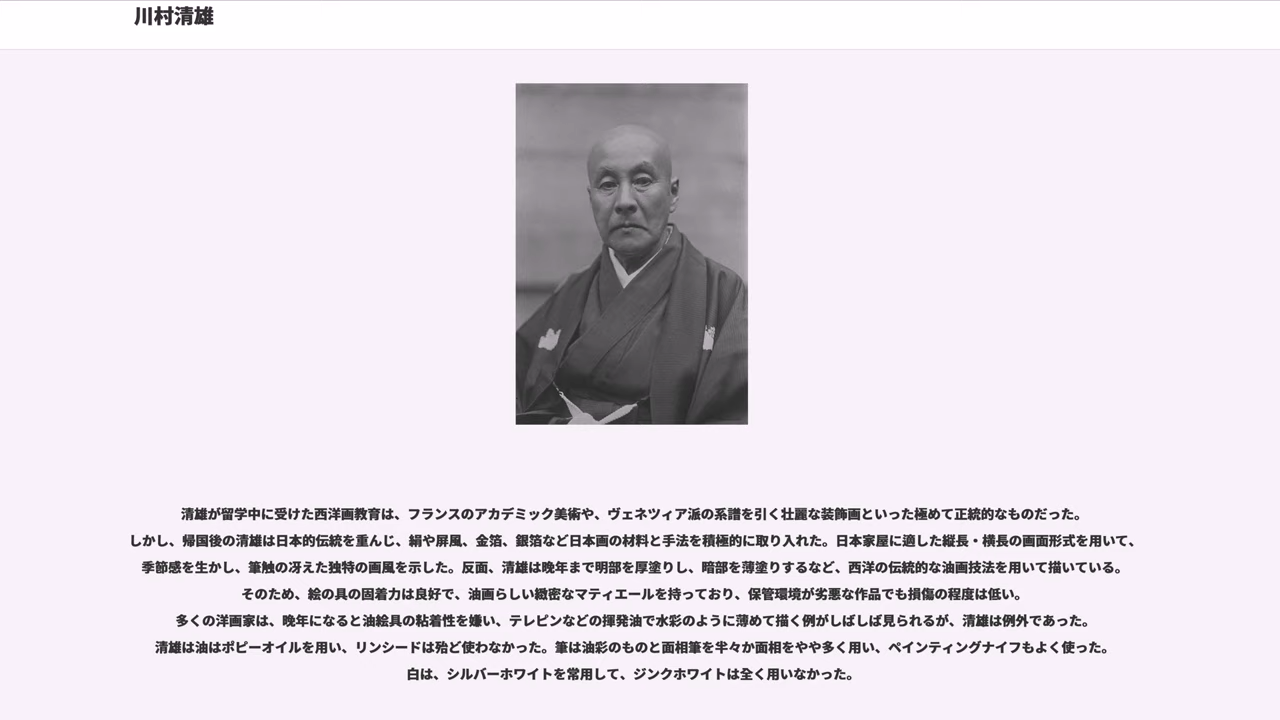 川村清雄
清雄が留学中に受けた西洋画教育は、フランスのアカデミック美術や、ヴェネツィア派の系譜を引く壮麗な装飾画といった極めて正統的なものだった。
しかし、帰国後の清雄は日本的伝統を重んじ、絹や屏風、金箔、銀箔など日本画の材料と手法を積極的に取り入れた。日本家屋に適した縦長・横長の画面形式を用いて、
季節感を生かし、筆触の冴えた独特の画風を示した。反面、清雄は晩年まで明部を厚塗りし、暗部を薄塗りするなど、西洋の伝統的な油画技法を用いて描いている。
そのため、絵の具の固着力は良好で、油画らしい緻密なマティエールを持っており、保管環境が劣悪な作品でも損傷の程度は低い。
多くの洋画家は、晩年になると油絵具の粘着性を嫌い、テレピンなどの揮発油で水彩のように薄めて描く例がしばしば見られるが、清雄は例外であった。
清雄は油はポピーオイルを用い、リンシードは殆ど使わなかった。筆は油彩のものと面相筆を半々か面相をやや多く用い、ペインティングナイフもよく使った。
白は、シルバーホワイトを常用して、ジンクホワイトは全く用いなかった。